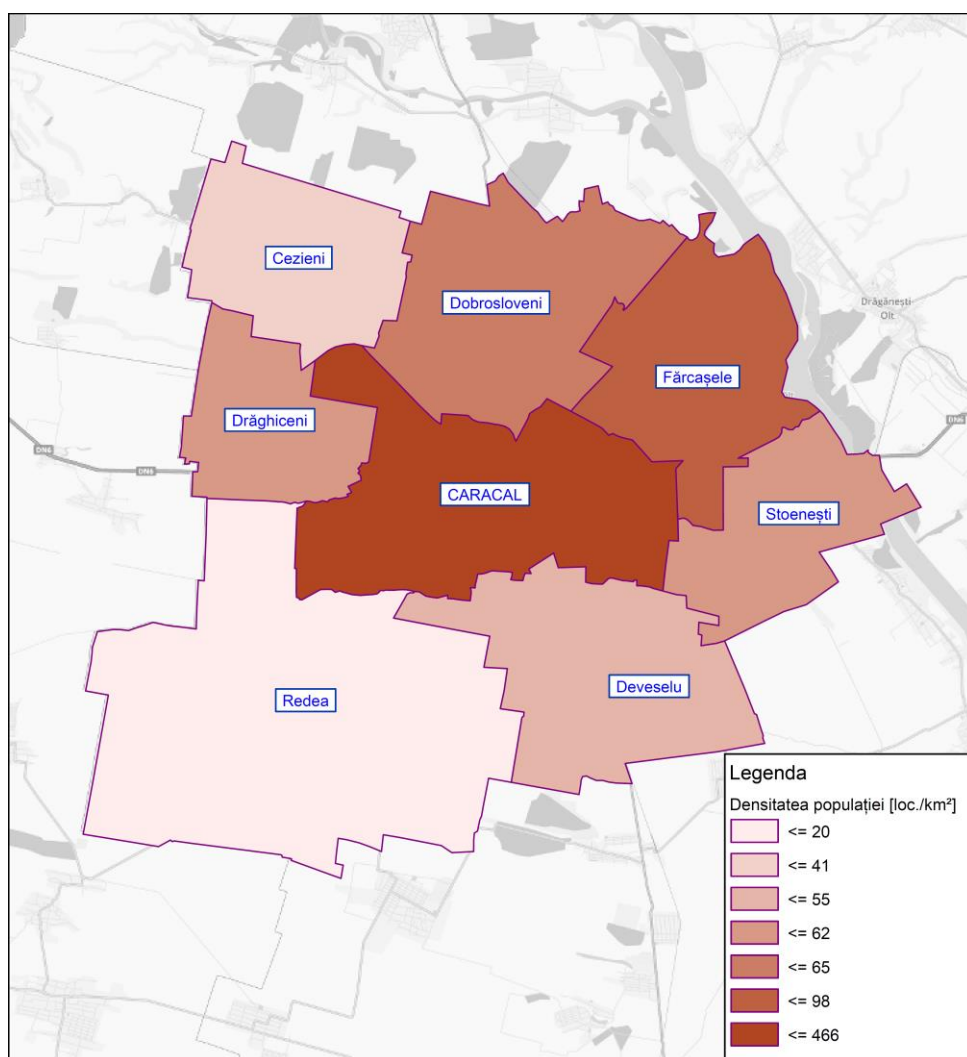 Cezieni
Dobrosloveni
Drăgănești
Olt
Fărcașele
Drăghiceni
DN6
DN6
DN6
CARACAL
Stoenești
Deveselu
Redea
Legenda
Densitatea populației [loc./km²]
<= 20
<= 41
<= 55
<= 62
<= 65
<= 98
<= 466